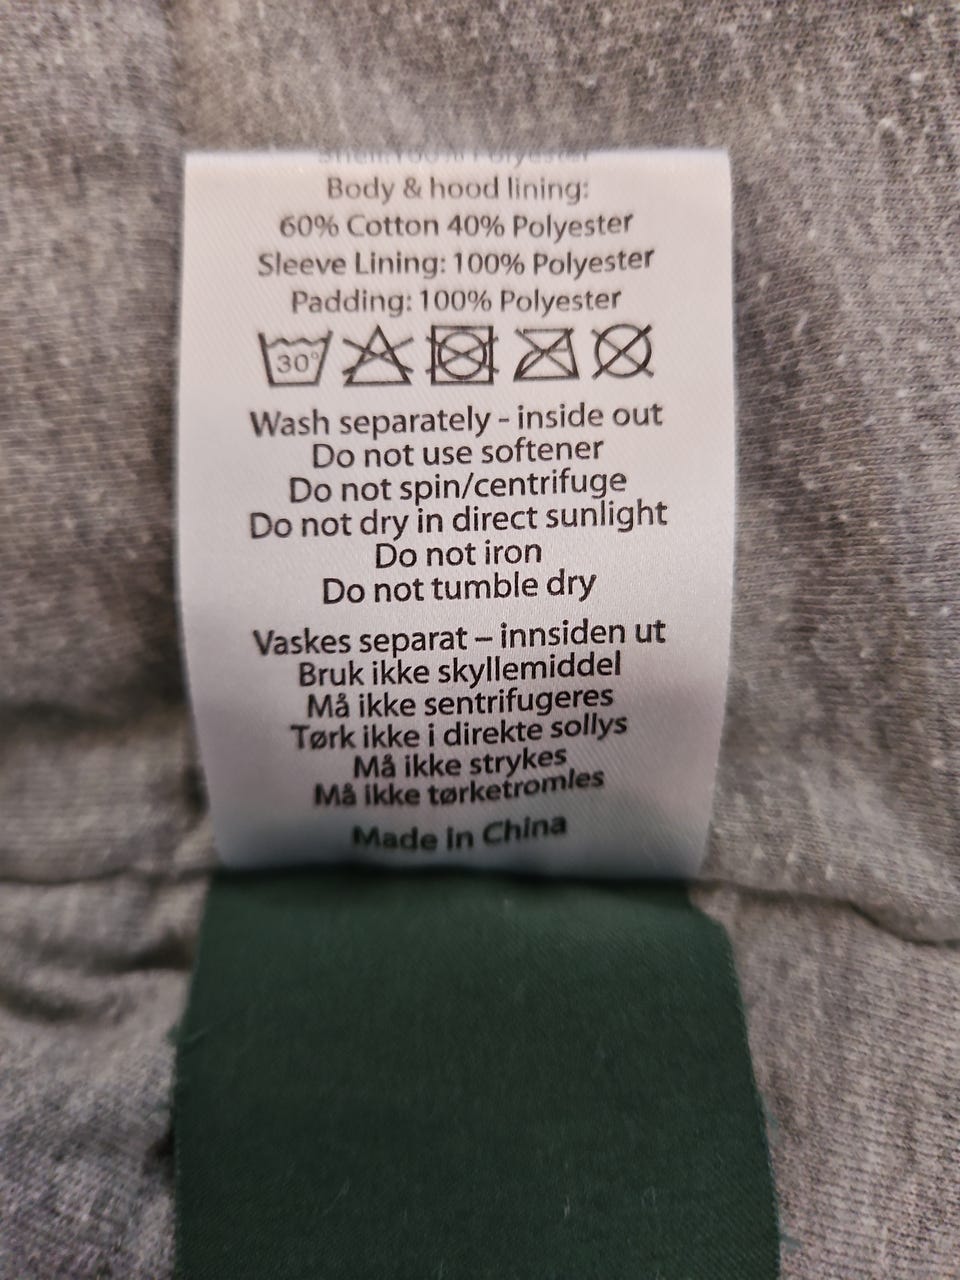 Shell: 100% Polyester
Body & hood lining:
60% Cotton 40% Polyester
Sleeve Lining: 100% Polyester
Padding: 100% Polyester
30°
Wash separately - inside out
Do not use softener
Do not spin/centrifuge
Do not dry in direct sunlight
Do not iron
Do not tumble dry
Vaskes separat – innsiden ut
Bruk ikke skyllemiddel
Må ikke sentrifugeres
Tørk ikke i direkte sollys
Må ikke strykes
Må ikke tørketromles
Made in China